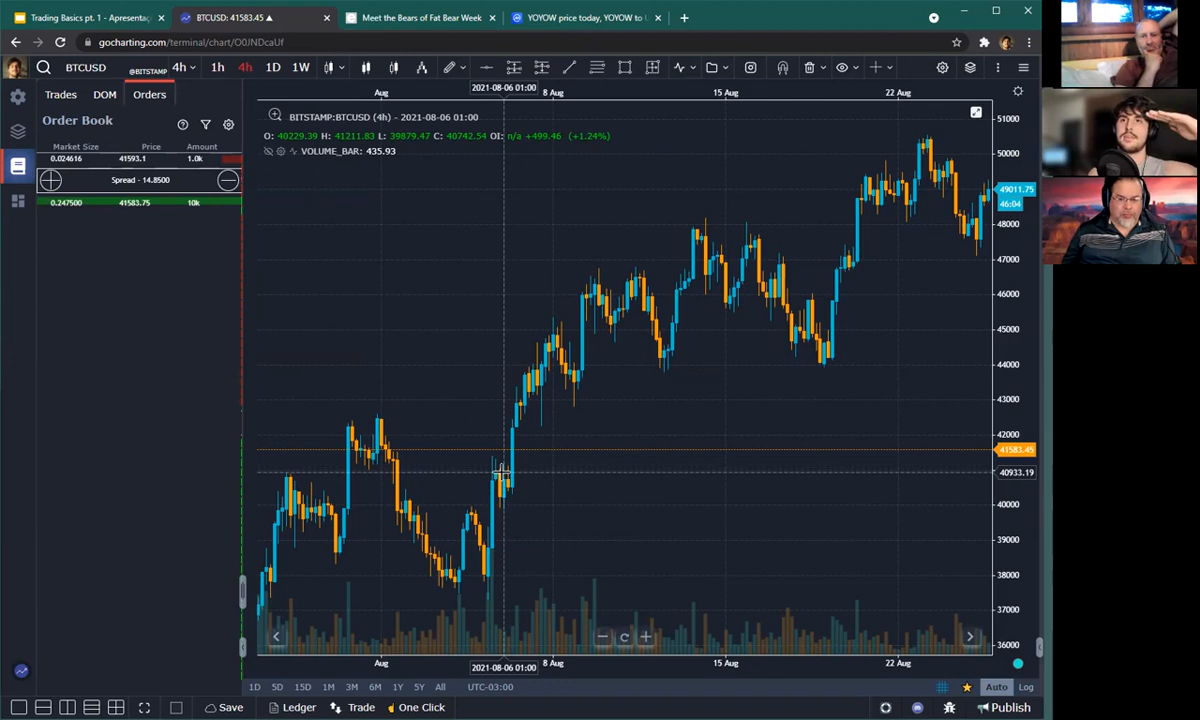 Trading Basics pt. 1 - Apresentaç
BTCUSD: 41583.45 ▲
Meet the Bears of Fat Bear Week
YOYOW price today, YOYOW to U
gocharting.com/terminal/chart/O0JNDcaUf
BTCUSD
@BITSTAMP
4h
1h
4h
1D
1W
Trades
DOM
Orders
Aug
2021-08-06 01:00
8 Aug
15 Aug
22 Aug
Order Book
BITSTAMP:BTCUSD (4h) - 2021-08-06 01:00
O: 40229.39 H: 41211.83 L: 39879.47 C: 40742.54 OI: n/a +499.46 (+1.24%)
VOLUME_BAR: 435.93
Market Size
Price
Amount
0.024616
41593.1
1.0k
Spread - 14.8500
0.247500
41583.75
10k
51000
50000
49011.75
46:04
48000
47000
46000
45000
44000
43000
42000
41583.45
40933.19
40000
39000
38000
37000
36000
Aug
2021-08-06 01:00
8 Aug
15 Aug
22 Aug
1D
5D
15D
1M
3M
6M
1Y
5Y
All
UTC-03:00
Auto
Log
Save
Ledger
Trade
One Click
Publish